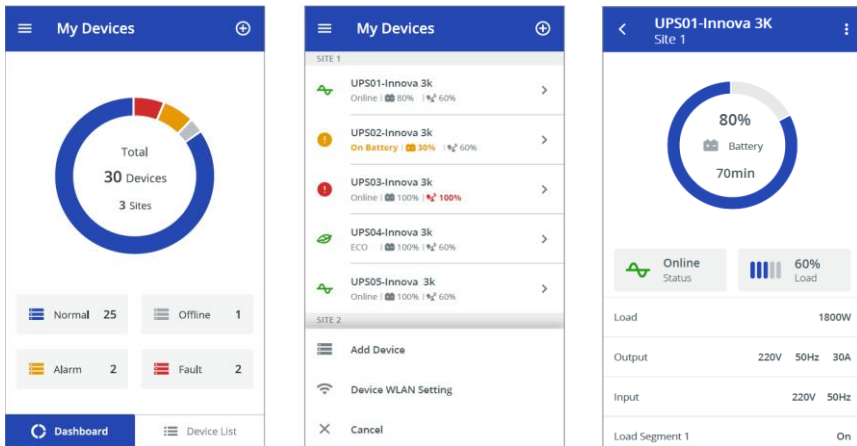 My Devices
Total
30 Devices
3 Sites
Normal 25
Offline 1
Alarm 2
Fault 2
Dashboard
Device List
My Devices
SITE 1
UPS01-Innova 3k
Online | 80% | 60%
UPS02-Innova 3k
On Battery | 30% | 60%
UPS03-Innova 3k
Online | 100% | 100%
UPS04-Innova 3k
ECO | 100% | 60%
UPS05-Innova 3k
Online | 100% | 60%
SITE 2
Add Device
Device WLAN Setting
Cancel
UPS01-Innova 3K
Site 1
80%
Battery
70min
Online
Status
60%
Load
Load 1800W
Output 220V 50Hz 30A
Input 220V 50Hz
Load Segment 1 On